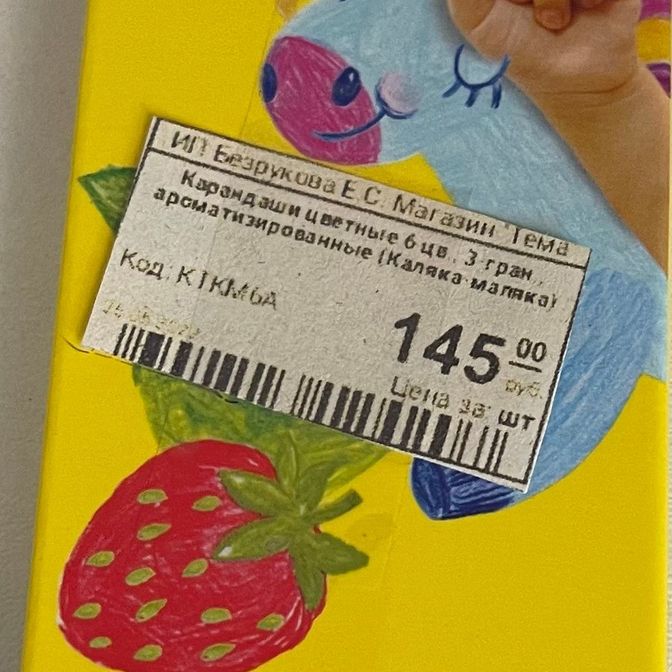 ИП Безрукова Е.С. Магазин "Тема
Карандаши цветные 6 цв., 3-гран.,
ароматизированные (Каляка-маляка)
Код: КТКМ6А
145 00
руб.
Цена за: шт